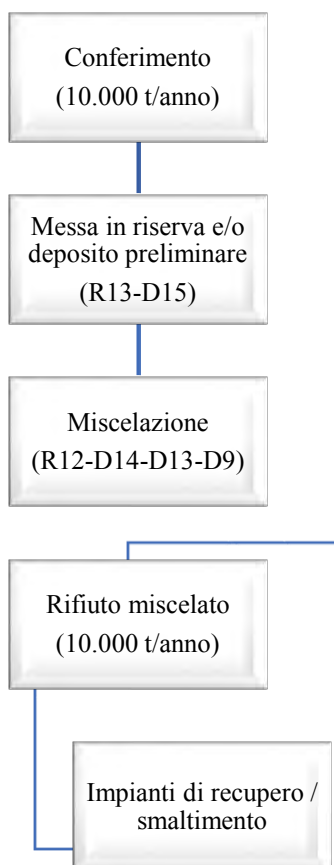 Conferimento
(10.000 t/anno)
Messa in riserva e/o
deposito preliminare
(R13-D15)
Miscelazione
(R12-D14-D13-D9)
Rifiuto miscelato
(10.000 t/anno)
Impianti di recupero /
smaltimento